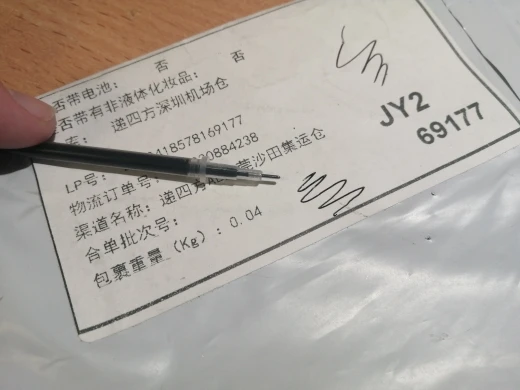 否带电池： 否 否
否带有非液体化妆品：
库： 递四方深圳机场仓
LP号： 418578169177
物流订单号 30884238
渠道名称：递四方 莞沙田集运仓
合单批次号：
包裹重量（Kg）：0.04
JY2
69177